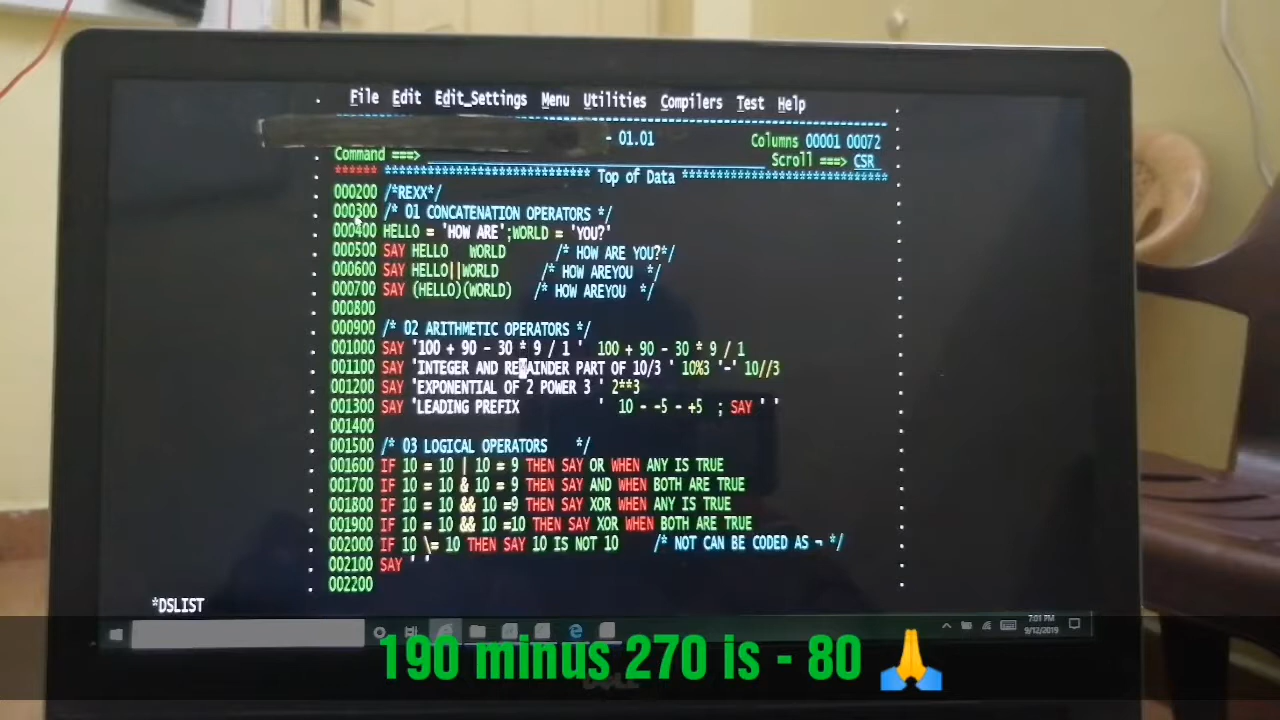 File Edit Edit_Settings Menu Utilities Compilers Test Help
- 01.01 Columns 00001 00072
Command ===> Scroll ===> CSR
****** *************************** Top of Data ***************************
000200 /*REXX*/
000300 /* 01 CONCATENATION OPERATORS */
000400 HELLO = 'HOW ARE';WORLD = 'YOU?'
000500 SAY HELLO WORLD /* HOW ARE YOU?*/
000600 SAY HELLO||WORLD /* HOW AREYOU */
000700 SAY (HELLO)(WORLD) /* HOW AREYOU */
000800
000900 /* 02 ARITHMETIC OPERATORS */
001000 SAY '100 + 90 - 30 * 9 / 1 ' 100 + 90 - 30 * 9 / 1
001100 SAY 'INTEGER AND REMAINDER PART OF 10/3 ' 10%3 '-' 10//3
001200 SAY 'EXPONENTIAL OF 2 POWER 3 ' 2**3
001300 SAY 'LEADING PREFIX ' 10 - -5 - +5 ; SAY ' '
001400
001500 /* 03 LOGICAL OPERATORS */
001600 IF 10 = 10 | 10 = 9 THEN SAY OR WHEN ANY IS TRUE
001700 IF 10 = 10 & 10 = 9 THEN SAY AND WHEN BOTH ARE TRUE
001800 IF 10 = 10 && 10 =9 THEN SAY XOR WHEN ANY IS TRUE
001900 IF 10 = 10 && 10 =10 THEN SAY XOR WHEN BOTH ARE TRUE
002000 IF 10 \= 10 THEN SAY 10 IS NOT 10 /* NOT CAN BE CODED AS ¬ */
002100 SAY ' '
002200
*DSLIST
7:01 PM
9/12/2019
190 minus 270 is - 80 🙏
DELL